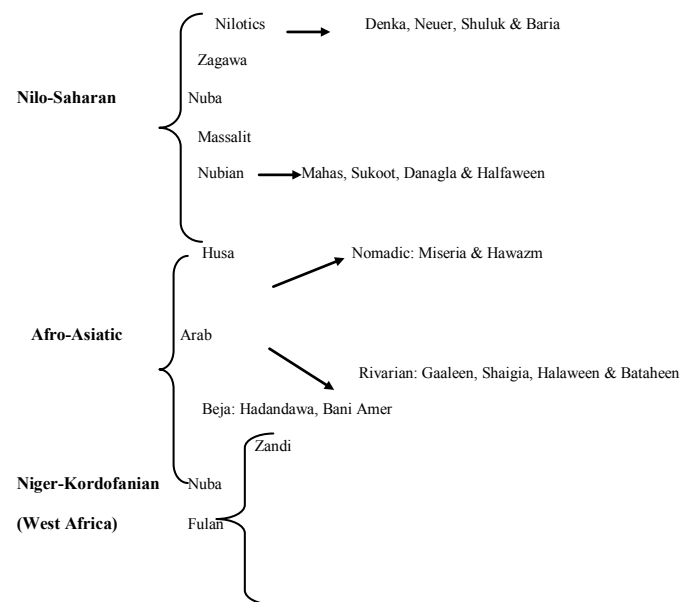 Nilotics Denka, Neuer, Shuluk & Baria
Zagawa
Nilo-Saharan Nuba
Massalit
Nubian Mahas, Sukoot, Danagla & Halfaween
Husa Nomadic: Miseria & Hawazm
Afro-Asiatic Arab
Rivarian: Gaaleen, Shaigia, Halaween & Bataheen
Beja: Hadandawa, Bani Amer
Zandi
Niger-Kordofanian Nuba
(West Africa) Fulan